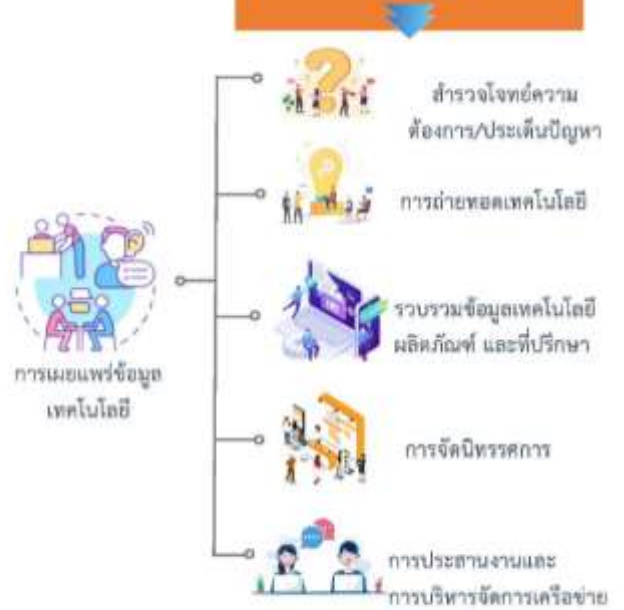 สำรวจโจทย์ความ
ต้องการ/ประเด็นปัญหา
การถ่ายทอดเทคโนโลยี
การเผยแพร่ข้อมูล
เทคโนโลยี
รวบรวมข้อมูลเทคโนโลยี
ผลิตภัณฑ์ และที่ปรึกษา
การจัดนิทรรศการ
การประสานงานและ
การบริหารจัดการเครือข่าย